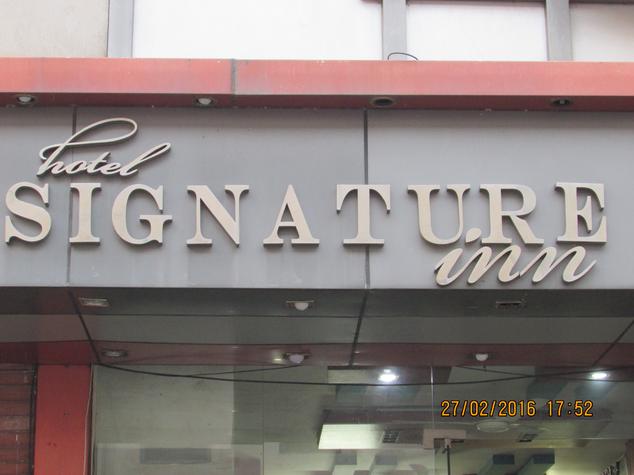 hotel
SIGNATURE
inn
27/02/2016 17:52